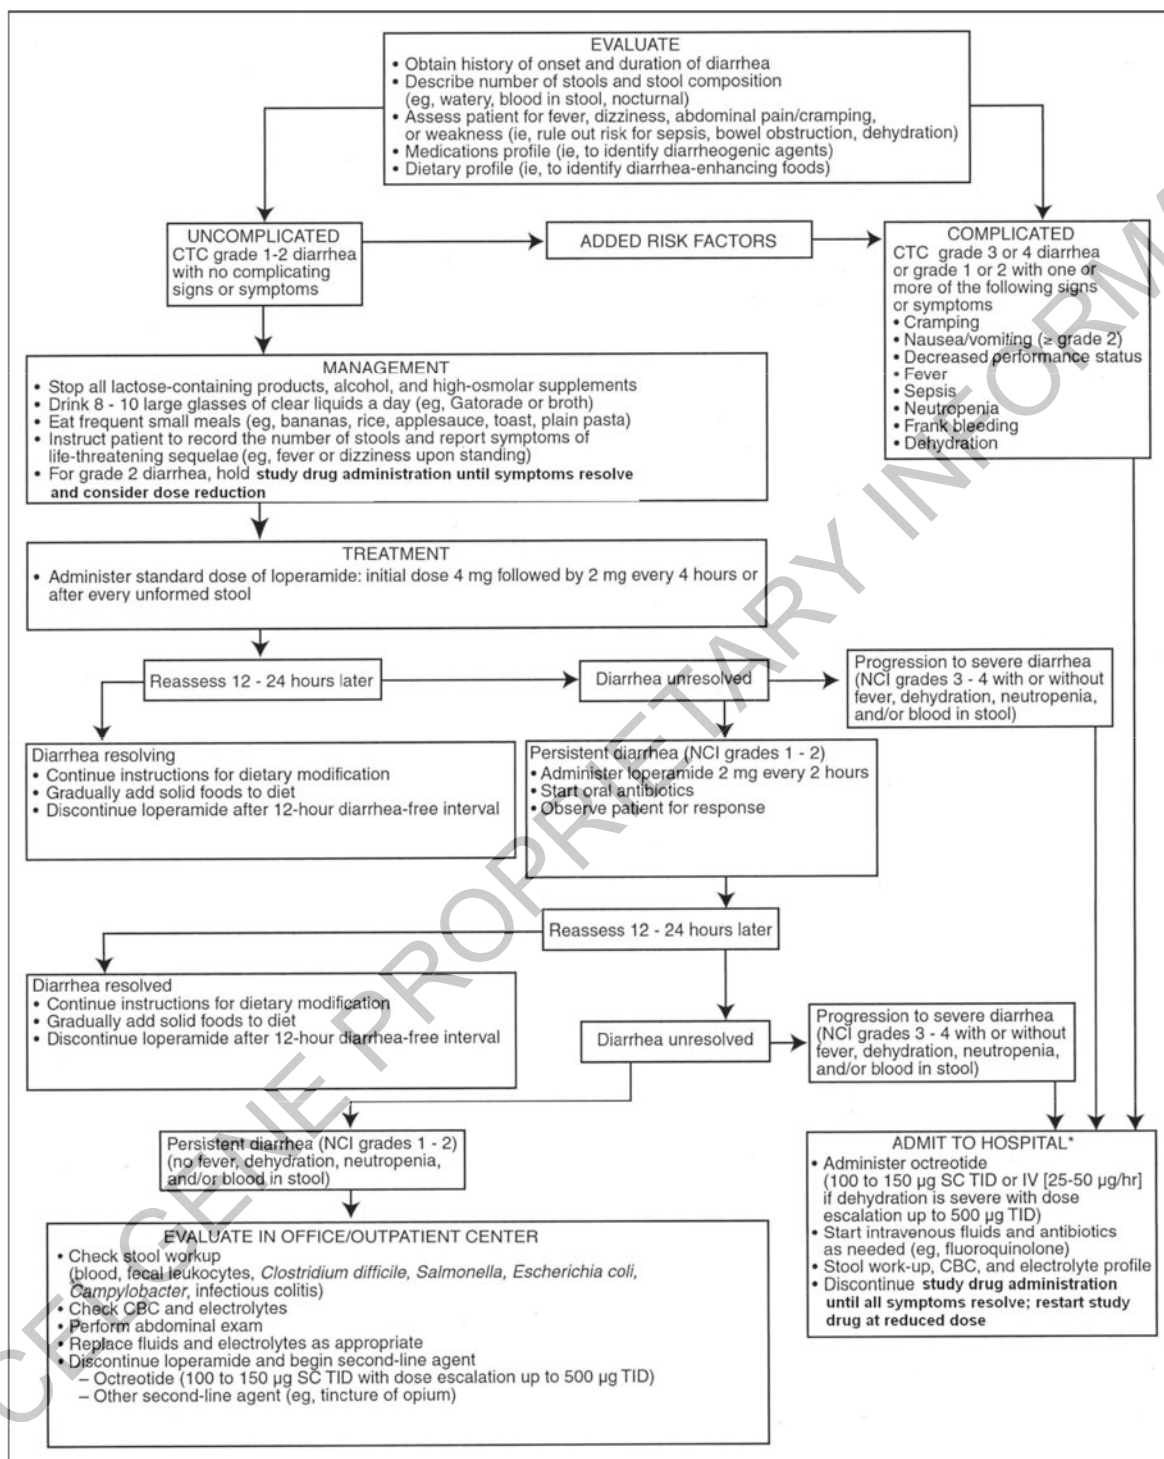 EVALUATE
• Obtain history of onset and duration of diarrhea
• Describe number of stools and stool composition
(eg, watery, blood in stool, nocturnal)
• Assess patient for fever, dizziness, abdominal pain/cramping,
or weakness (ie, rule out risk for sepsis, bowel obstruction, dehydration)
• Medications profile (ie, to identify diarrheogenic agents)
• Dietary profile (ie, to identify diarrhea-enhancing foods)
UNCOMPLICATED
CTC grade 1-2 diarrhea
with no complicating
signs or symptoms
ADDED RISK FACTORS
COMPLICATED
CTC grade 3 or 4 diarrhea
or grade 1 or 2 with one or
more of the following signs
or symptoms
• Cramping
• Nausea/vomiting (≥ grade 2)
• Decreased performance status
• Fever
• Sepsis
• Neutropenia
• Frank bleeding
• Dehydration
MANAGEMENT
• Stop all lactose-containing products, alcohol, and high-osmolar supplements
• Drink 8 - 10 large glasses of clear liquids a day (eg, Gatorade or broth)
• Eat frequent small meals (eg, bananas, rice, applesauce, toast, plain pasta)
• Instruct patient to record the number of stools and report symptoms of
life-threatening sequelae (eg, fever or dizziness upon standing)
• For grade 2 diarrhea, hold study drug administration until symptoms resolve
and consider dose reduction
TREATMENT
• Administer standard dose of loperamide: initial dose 4 mg followed by 2 mg every 4 hours or
after every unformed stool
Reassess 12 - 24 hours later
Diarrhea unresolved
Progression to severe diarrhea
(NCI grades 3 - 4 with or without
fever, dehydration, neutropenia,
and/or blood in stool)
Diarrhea resolving
• Continue instructions for dietary modification
• Gradually add solid foods to diet
• Discontinue loperamide after 12-hour diarrhea-free interval
Persistent diarrhea (NCI grades 1 - 2)
• Administer loperamide 2 mg every 2 hours
• Start oral antibiotics
• Observe patient for response
Reassess 12 - 24 hours later
Diarrhea resolved
• Continue instructions for dietary modification
• Gradually add solid foods to diet
• Discontinue loperamide after 12-hour diarrhea-free interval
Diarrhea unresolved
Progression to severe diarrhea
(NCI grades 3 - 4 with or without
fever, dehydration, neutropenia,
and/or blood in stool)
Persistent diarrhea (NCI grades 1 - 2)
(no fever, dehydration, neutropenia,
and/or blood in stool)
ADMIT TO HOSPITAL*
• Administer octreotide
(100 to 150 µg SC TID or IV [25-50 µg/hr]
if dehydration is severe with dose
escalation up to 500 µg TID)
• Start intravenous fluids and antibiotics
as needed (eg, fluoroquinolone)
• Stool work-up, CBC, and electrolyte profile
• Discontinue study drug administration
until all symptoms resolve; restart study
drug at reduced dose
EVALUATE IN OFFICE/OUTPATIENT CENTER
• Check stool workup
(blood, fecal leukocytes, Clostridium difficile, Salmonella, Escherichia coli,
Campylobacter, infectious colitis)
• Check CBC and electrolytes
• Perform abdominal exam
• Replace fluids and electrolytes as appropriate
• Discontinue loperamide and begin second-line agent
– Octreotide (100 to 150 µg SC TID with dose escalation up to 500 µg TID)
– Other second-line agent (eg, tincture of opium)
CELGENE PROPRIETARY INFORMA